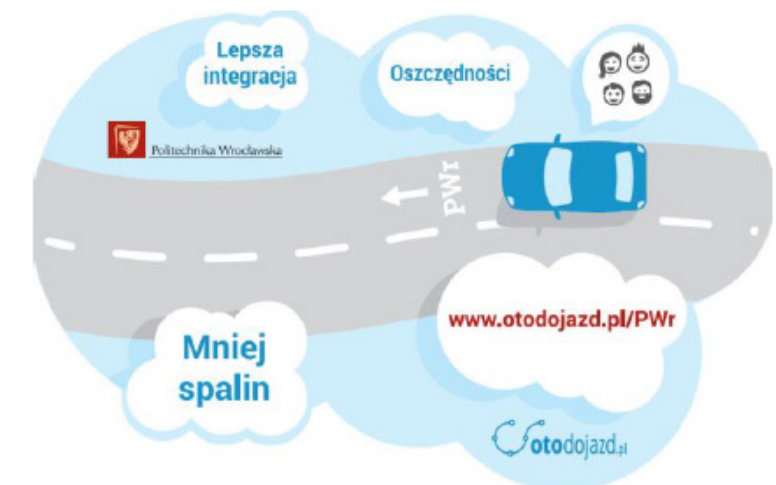 Lepsza
integracja
Oszczędności
Politechnika Wrocławska
PWr
www.otodojazd.pl/PWr
Mniej
spalin
otodojazd.pl